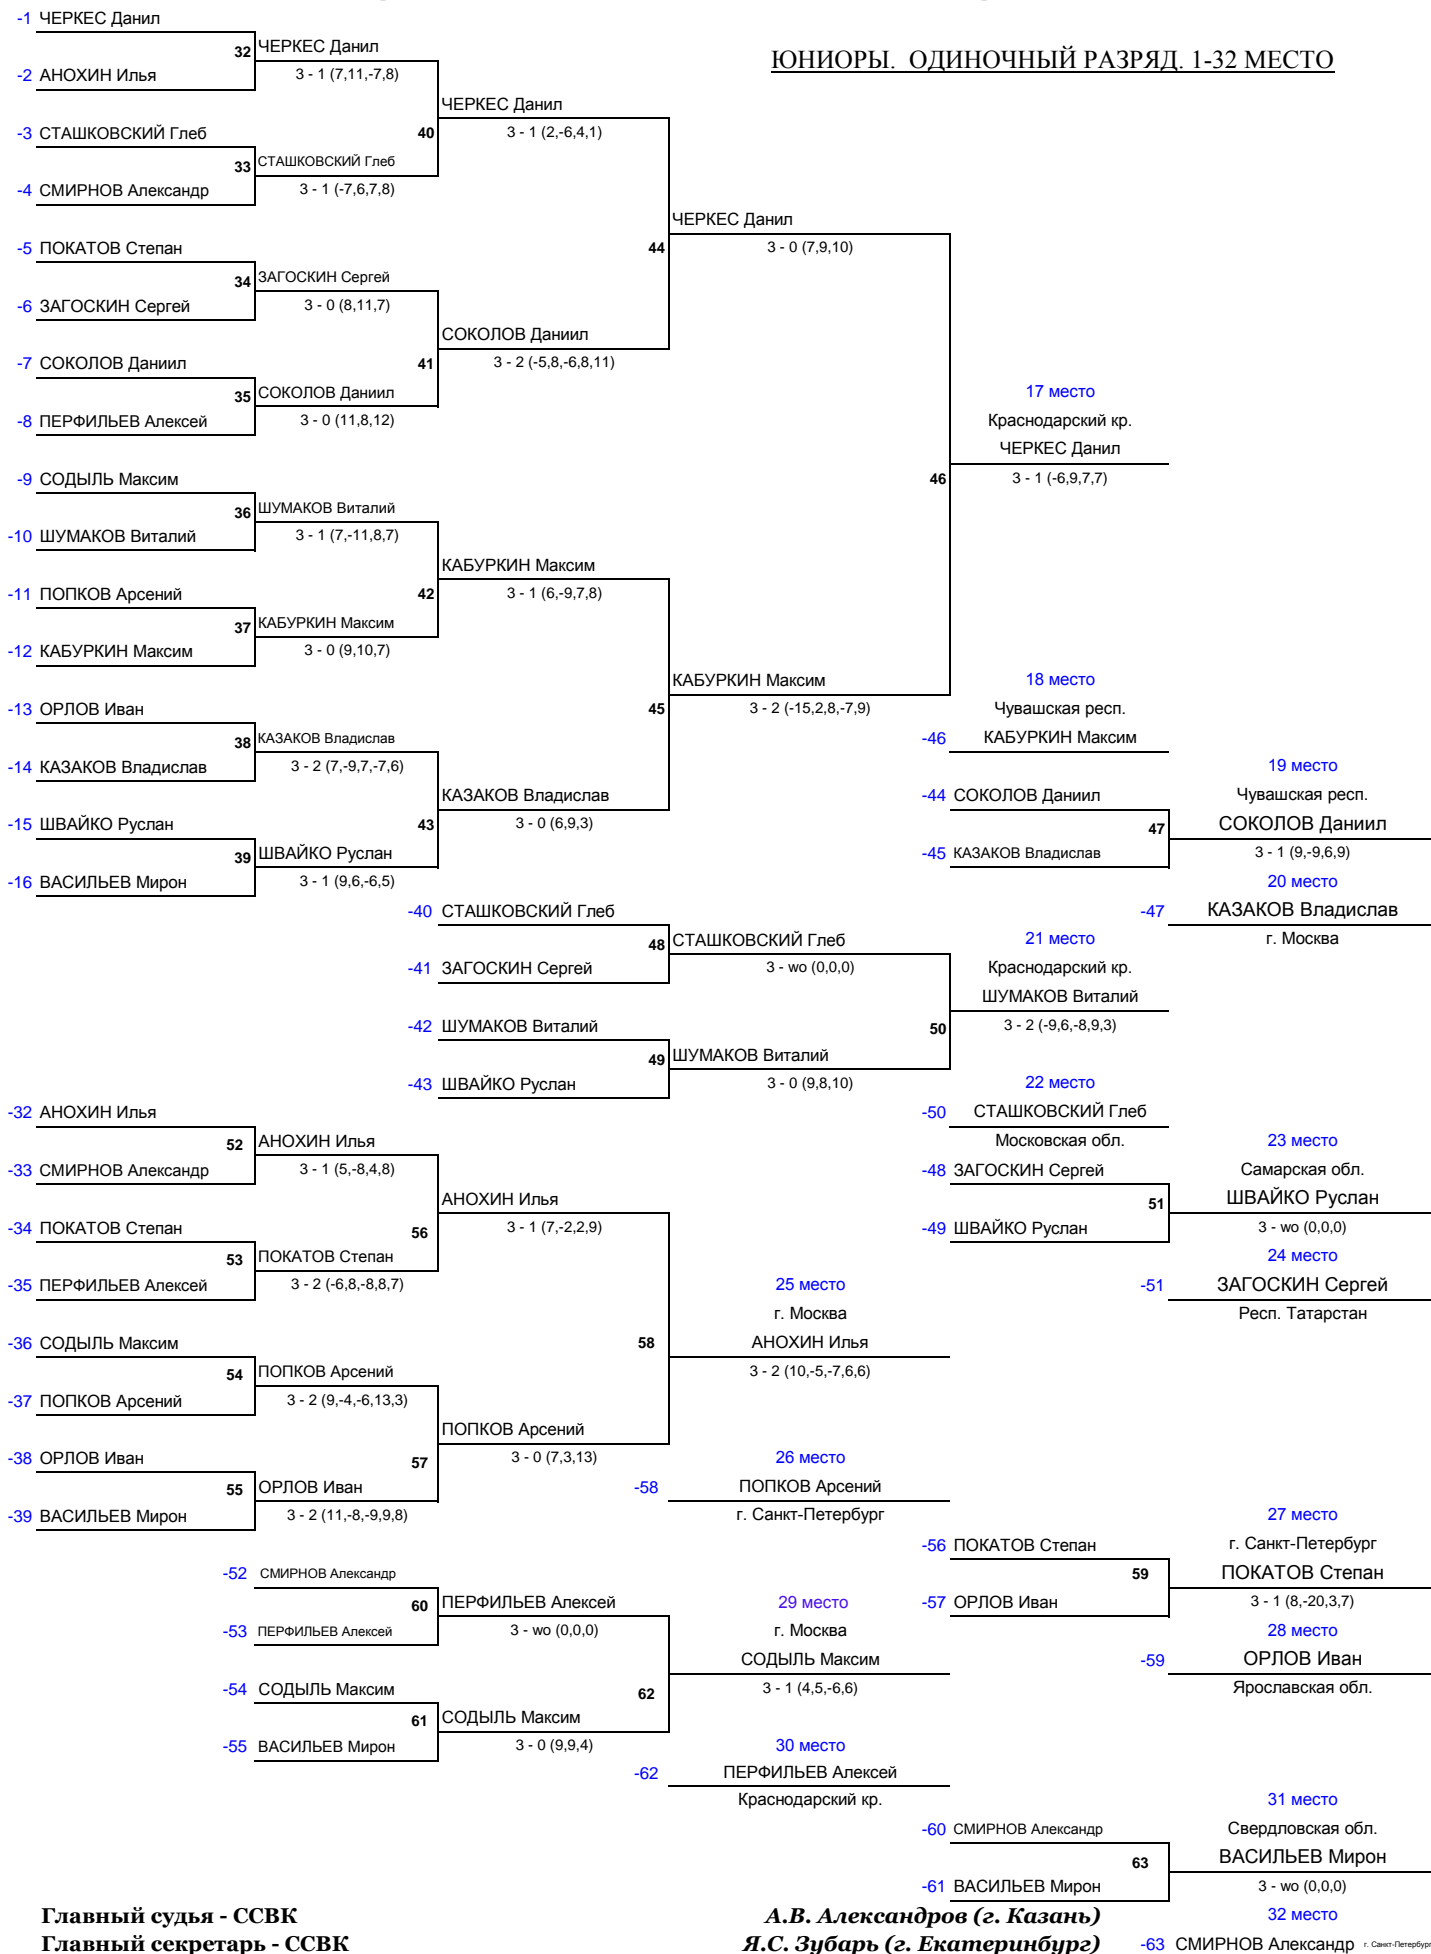 -1 ЧЕРКЕС Данил
32 ЧЕРКЕС Данил
ЮНИОРЫ. ОДИНОЧНЫЙ РАЗРЯД. 1-32 МЕСТО
-2 АНОХИН Илья
3 - 1 (7,11,-7,8)
ЧЕРКЕС Данил
-3 СТАШКОВСКИЙ Глеб
40
3 - 1 (2,-6,4,1)
33 СТАШКОВСКИЙ Глеб
-4 СМИРНОВ Александр
3 - 1 (-7,6,7,8)
ЧЕРКЕС Данил
-5 ПОКАТОВ Степан
44
3 - 0 (7,9,10)
34 ЗАГОСКИН Сергей
-6 ЗАГОСКИН Сергей
3 - 0 (8,11,7)
СОКОЛОВ Даниил
-7 СОКОЛОВ Даниил
41
3 - 2 (-5,8,-6,8,11)
35 СОКОЛОВ Даниил
17 место
-8 ПЕРФИЛЬЕВ Алексей
3 - 0 (11,8,12)
Краснодарский кр.
ЧЕРКЕС Данил
-9 СОДЫЛЬ Максим
46
3 - 1 (-6,9,7,7)
36 ШУМАКОВ Виталий
-10 ШУМАКОВ Виталий
3 - 1 (7,-11,8,7)
КАБУРКИН Максим
-11 ПОПКОВ Арсений
42
3 - 1 (6,-9,7,8)
37 КАБУРКИН Максим
-12 КАБУРКИН Максим
3 - 0 (9,10,7)
КАБУРКИН Максим
18 место
-13 ОРЛОВ Иван
45
3 - 2 (-15,2,8,-7,9)
Чувашская респ.
38 КАЗАКОВ Владислав
-46 КАБУРКИН Максим
-14 КАЗАКОВ Владислав
3 - 2 (7,-9,7,-7,6)
19 место
КАЗАКОВ Владислав
-44 СОКОЛОВ Даниил
Чувашская респ.
-15 ШВАЙКО Руслан
43
3 - 0 (6,9,3)
47 СОКОЛОВ Даниил
39 ШВАЙКО Руслан
-45 КАЗАКОВ Владислав
3 - 1 (9,-9,6,9)
-16 ВАСИЛЬЕВ Мирон
3 - 1 (9,6,-6,5)
20 место
-40 СТАШКОВСКИЙ Глеб
-47 КАЗАКОВ Владислав
48 СТАШКОВСКИЙ Глеб
21 место
г. Москва
-41 ЗАГОСКИН Сергей
3 - wo (0,0,0)
Краснодарский кр.
ШУМАКОВ Виталий
-42 ШУМАКОВ Виталий
50
3 - 2 (-9,6,-8,9,3)
49 ШУМАКОВ Виталий
-43 ШВАЙКО Руслан
3 - 0 (9,8,10)
22 место
-32 АНОХИН Илья
-50 СТАШКОВСКИЙ Глеб
52 АНОХИН Илья
Московская обл.
23 место
-33 СМИРНОВ Александр
3 - 1 (5,-8,4,8)
-48 ЗАГОСКИН Сергей
Самарская обл.
АНОХИН Илья
51 ШВАЙКО Руслан
-34 ПОКАТОВ Степан
56
3 - 1 (7,-2,2,9)
-49 ШВАЙКО Руслан
3 - wo (0,0,0)
53 ПОКАТОВ Степан
24 место
-35 ПЕРФИЛЬЕВ Алексей
3 - 2 (-6,8,-8,8,7)
25 место
-51 ЗАГОСКИН Сергей
г. Москва
Респ. Татарстан
-36 СОДЫЛЬ Максим
58
АНОХИН Илья
54 ПОПКОВ Арсений
3 - 2 (10,-5,-7,6,6)
-37 ПОПКОВ Арсений
3 - 2 (9,-4,-6,13,3)
ПОПКОВ Арсений
-38 ОРЛОВ Иван
57
3 - 0 (7,3,13)
26 место
55 ОРЛОВ Иван
-58 ПОПКОВ Арсений
-39 ВАСИЛЬЕВ Мирон
3 - 2 (11,-8,-9,9,8)
г. Санкт-Петербург
27 место
-56 ПОКАТОВ Степан
г. Санкт-Петербург
-52 СМИРНОВ Александр
59 ПОКАТОВ Степан
60 ПЕРФИЛЬЕВ Алексей
29 место
-57 ОРЛОВ Иван
3 - 1 (8,-20,3,7)
-53 ПЕРФИЛЬЕВ Алексей
3 - wo (0,0,0)
г. Москва
28 место
СОДЫЛЬ Максим
-59 ОРЛОВ Иван
-54 СОДЫЛЬ Максим
62
3 - 1 (4,5,-6,6)
Ярославская обл.
61 СОДЫЛЬ Максим
-55 ВАСИЛЬЕВ Мирон
3 - 0 (9,9,4)
30 место
-62 ПЕРФИЛЬЕВ Алексей
Краснодарский кр.
31 место
-60 СМИРНОВ Александр
Свердловская обл.
63 ВАСИЛЬЕВ Мирон
-61 ВАСИЛЬЕВ Мирон
3 - wo (0,0,0)
Главный судья - ССВК
А.В. Александров (г. Казань)
32 место
Главный секретарь - ССВК
Я.С. Зубарь (г. Екатеринбург)
-63 СМИРНОВ Александр г. Санкт-Петербург